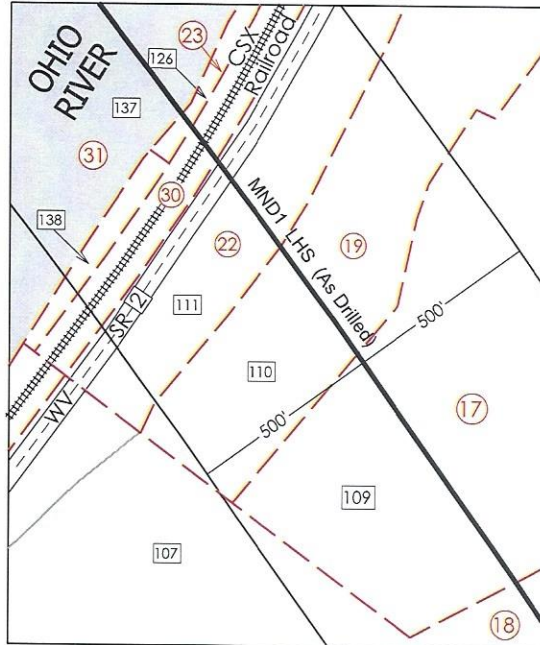 OHIO
RIVER
126
23
CSX
Railroad
137
31
30
138
22
MND1 LHS (As Drilled)
19
111
WV
SR-12
110
500'
500'
17
109
107
18